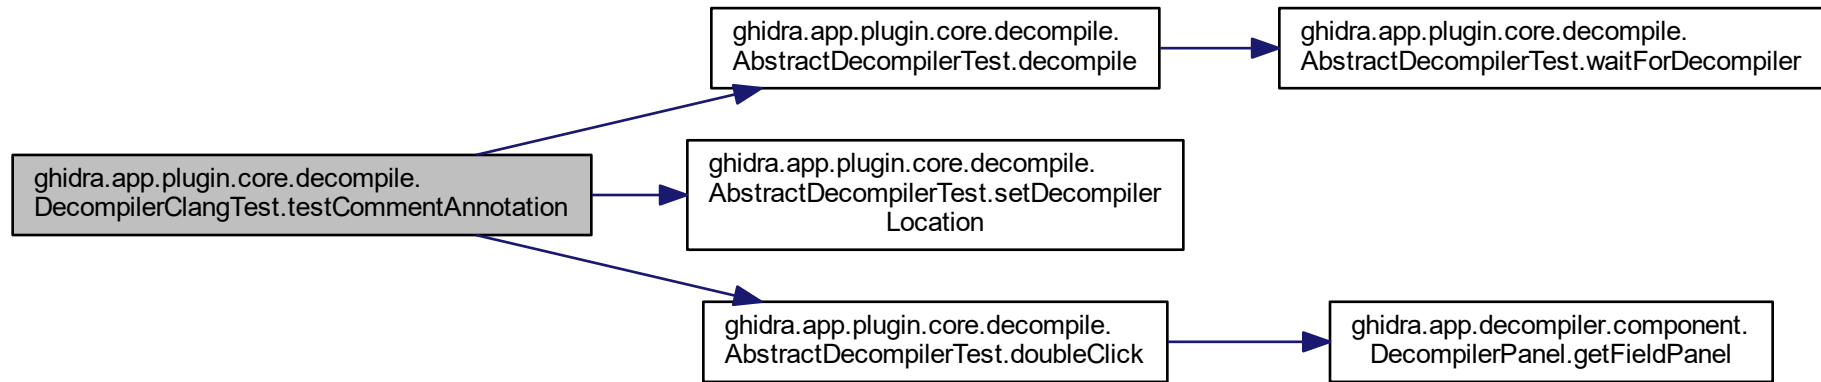 ghidra.app.plugin.core.decompile.
DecompilerClangTest.testCommentAnnotation
ghidra.app.plugin.core.decompile.
AbstractDecompilerTest.decompile
ghidra.app.plugin.core.decompile.
AbstractDecompilerTest.waitForDecompiler
ghidra.app.plugin.core.decompile.
AbstractDecompilerTest.setDecompiler
Location
ghidra.app.plugin.core.decompile.
AbstractDecompilerTest.doubleClick
ghidra.app.decompiler.component.
DecompilerPanel.getFieldPanel